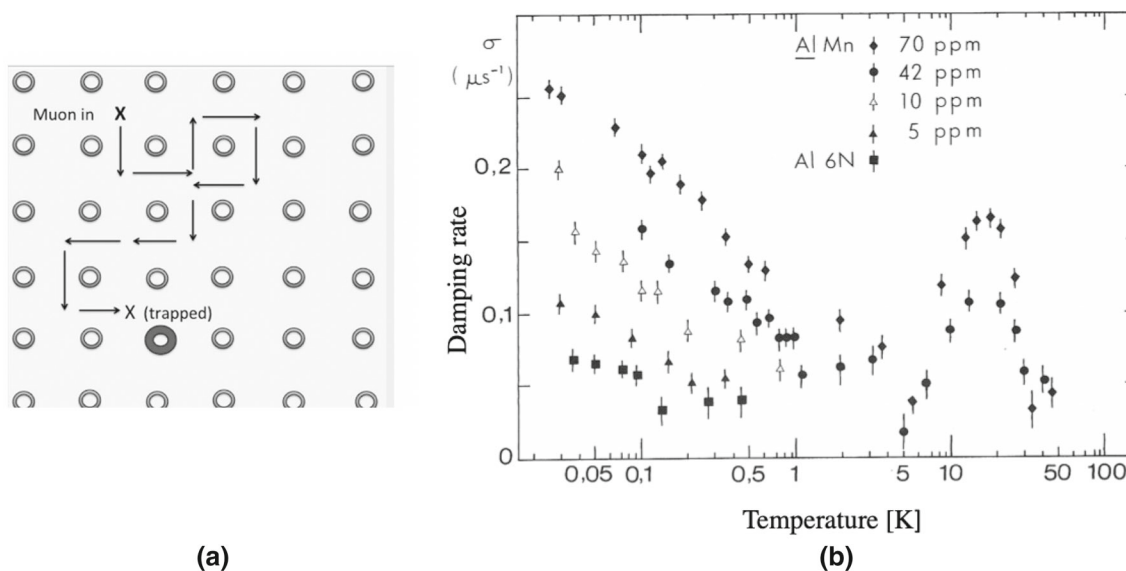 Muon in X
X (trapped)
(a)
σ
(μs⁻¹)
Al Mn ♦ 70 ppm
● 42 ppm
△ 10 ppm
▲ 5 ppm
Al 6N ■
Damping rate
0,2
0,1
0
0,05 0,1 0,5 1 5 10 50 100
Temperature [K]
(b)